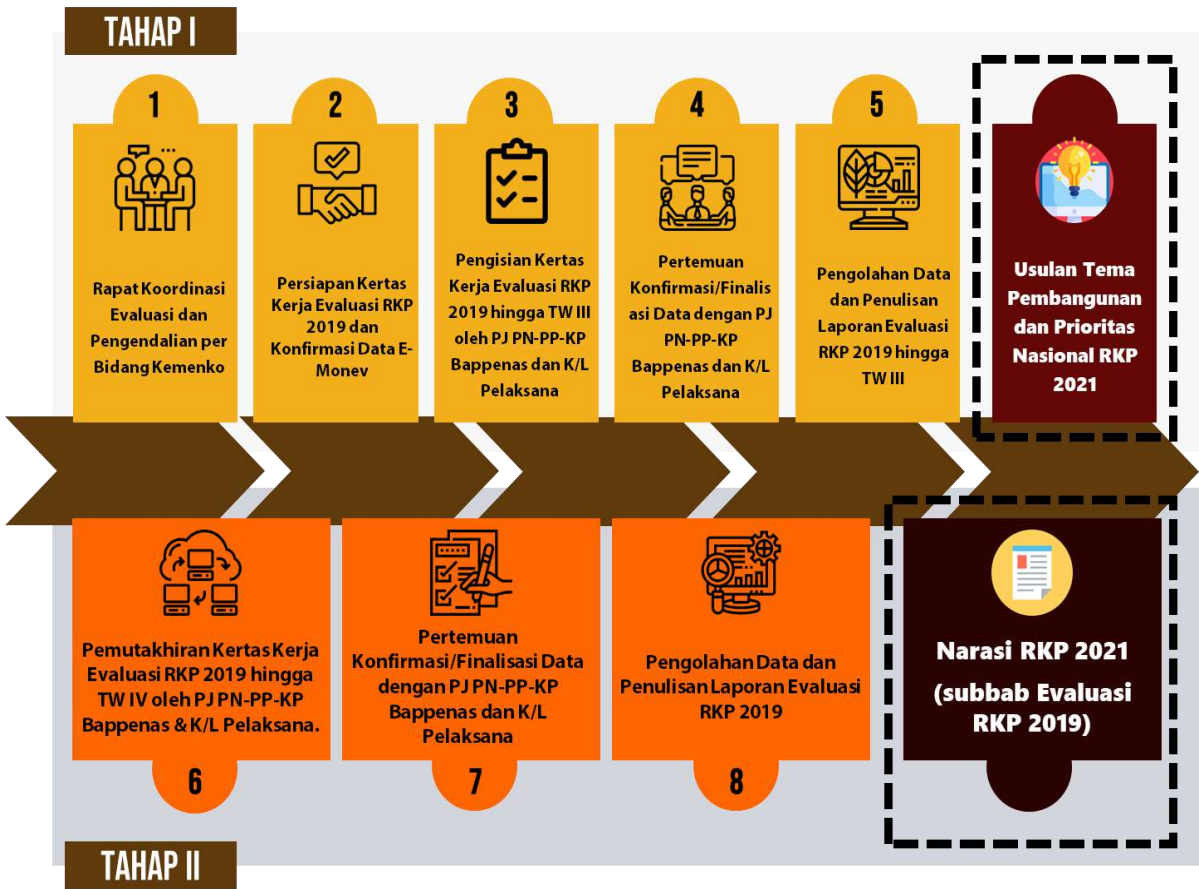 TAHAP I
1
Rapat Koordinasi
Evaluasi dan
Pengendalian per
Bidang Kemenko
2
Persiapan Kertas
Kerja Evaluasi RKP
2019 dan
Konfirmasi Data E-
Monev
3
Pengisian Kertas
Kerja Evaluasi RKP
2019 hingga TW III
oleh PJ PN-PP-KP
Bappenas dan K/L
Pelaksana
4
Pertemuan
Konfirmasi/Finalis
asi Data dengan PJ
PN-PP-KP
Bappenas dan K/L
Pelaksana
5
Pengolahan Data
dan Penulisan
Laporan Evaluasi
RKP 2019 hingga
TW III
Usulan Tema
Pembangunan
dan Prioritas
Nasional RKP
2021
Pemutakhiran Kertas Kerja
Evaluasi RKP 2019 hingga
TW IV oleh PJ PN-PP-KP
Bappenas & K/L Pelaksana.
6
Pertemuan
Konfirmasi/Finalisasi Data
dengan PJ PN-PP-KP
Bappenas dan K/L
Pelaksana
7
Pengolahan Data dan
Penulisan Laporan Evaluasi
RKP 2019
8
Narasi RKP 2021
(subbab Evaluasi
RKP 2019)
TAHAP II